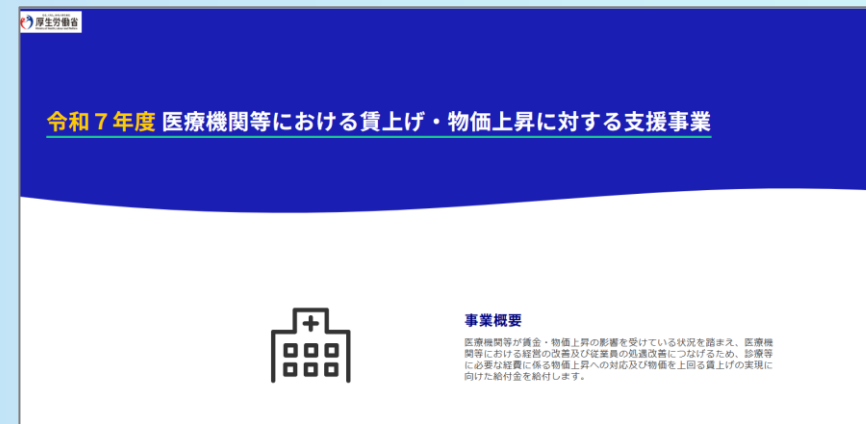 厚生労働省
令和7年度 医療機関等における賃上げ・物価上昇に対する支援事業
事業概要
医療機関等が賃金・物価上昇の影響を受けている状況を踏まえ、医療機
関等における経営の改善及び従業員の処遇改善につなげるため、診療等
に必要な経費に係る物価上昇への対応及び物価を上回る賃上げの実現に
向けた給付金を給付します。